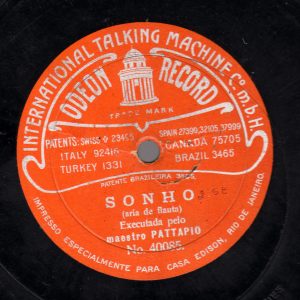 INTERNATIONAL TALKING MACHINE Co. m.b.H.
ODEON RECORD
TRADE MARK
PATENTS: SWISS-D 23459
ITALY 92416
TURKEY 1331
SPAIN 27399, 32105, 37999
CANADA 75705
BRAZIL 3465
PATENTE BRAZILEIRA 3465
SONHO
(aria de flauta)
Executada pelo
maestro PATTAPIO
No. 40085.
IMPRESSO ESPECIALMENTE PARA CASA EDISON, RIO DE JANEIRO.